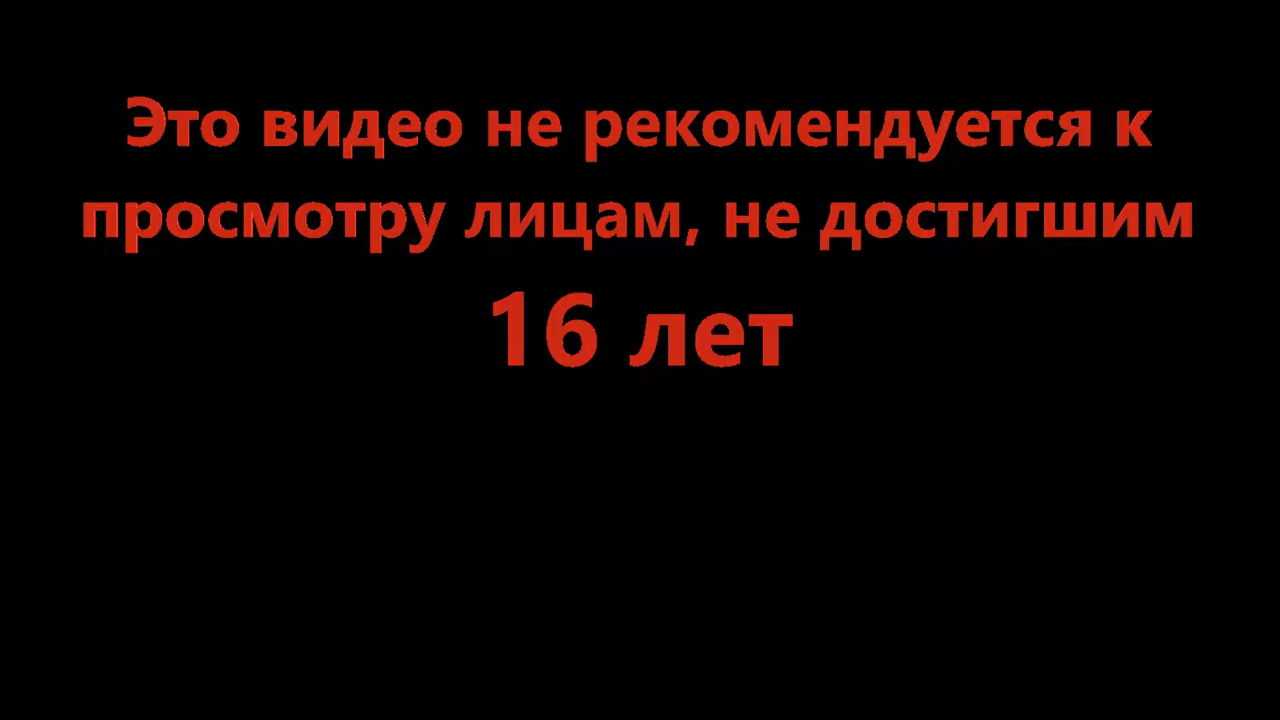 Это видео не рекомендуется к
просмотру лицам, не достигшим
16 лет